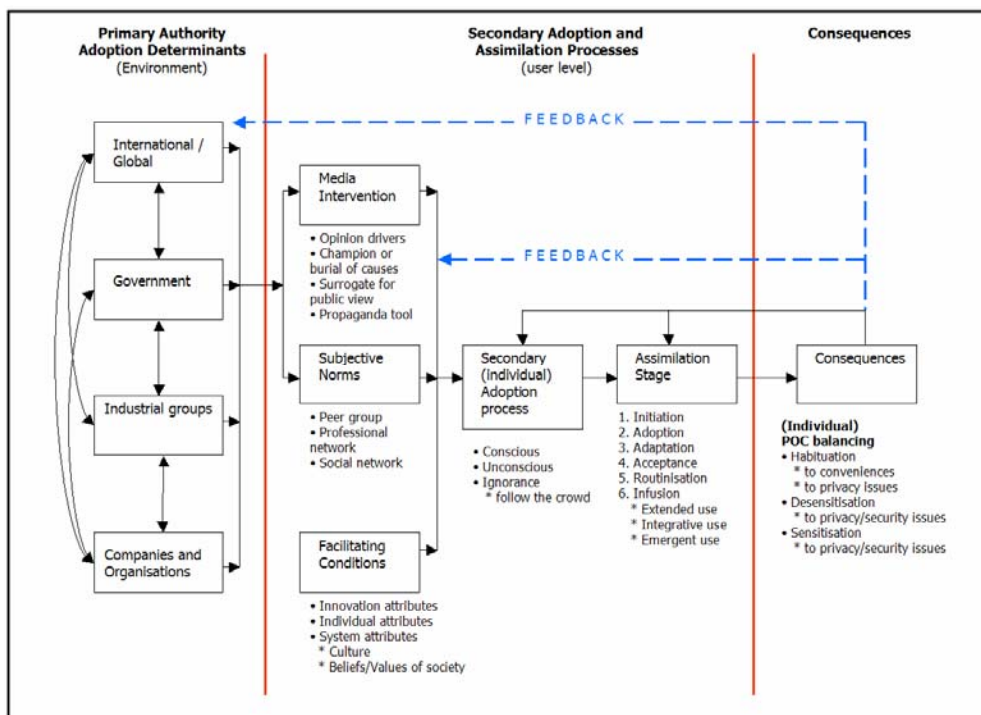 Primary Authority
Adoption Determinants
(Environment)
Secondary Adoption and
Assimilation Processes
(user level)
Consequences
FEEDBACK
International /
Global
Government
Industrial groups
Companies and
Organisations
Media
Intervention
• Opinion drivers
• Champion or
burial of causes
• Surrogate for
public view
• Propaganda tool
FEEDBACK
Subjective
Norms
• Peer group
• Professional
network
• Social network
Facilitating
Conditions
• Innovation attributes
• Individual attributes
• System attributes
* Culture
* Beliefs/Values of society
Secondary
(individual)
Adoption
process
• Conscious
• Unconscious
• Ignorance
* follow the crowd
Assimilation
Stage
1. Initiation
2. Adoption
3. Adaptation
4. Acceptance
5. Routinisation
6. Infusion
* Extended use
* Integrative use
* Emergent use
Consequences
(Individual)
POC balancing
• Habituation
* to conveniences
* to privacy issues
• Desensitisation
* to privacy/security issues
• Sensitisation
* to privacy/security issues